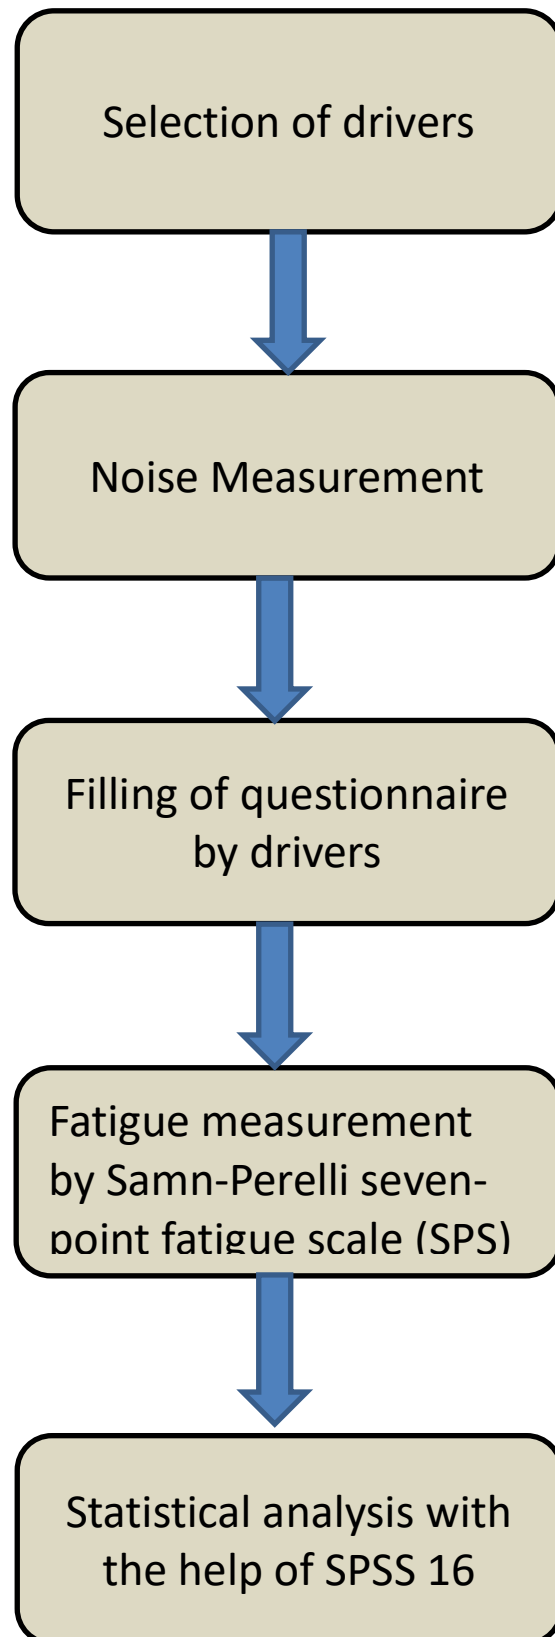 Selection of drivers
Noise Measurement
Filling of questionnaire
by drivers
Fatigue measurement
by Samn-Perelli seven-
point fatigue scale (SPS)
Statistical analysis with
the help of SPSS 16